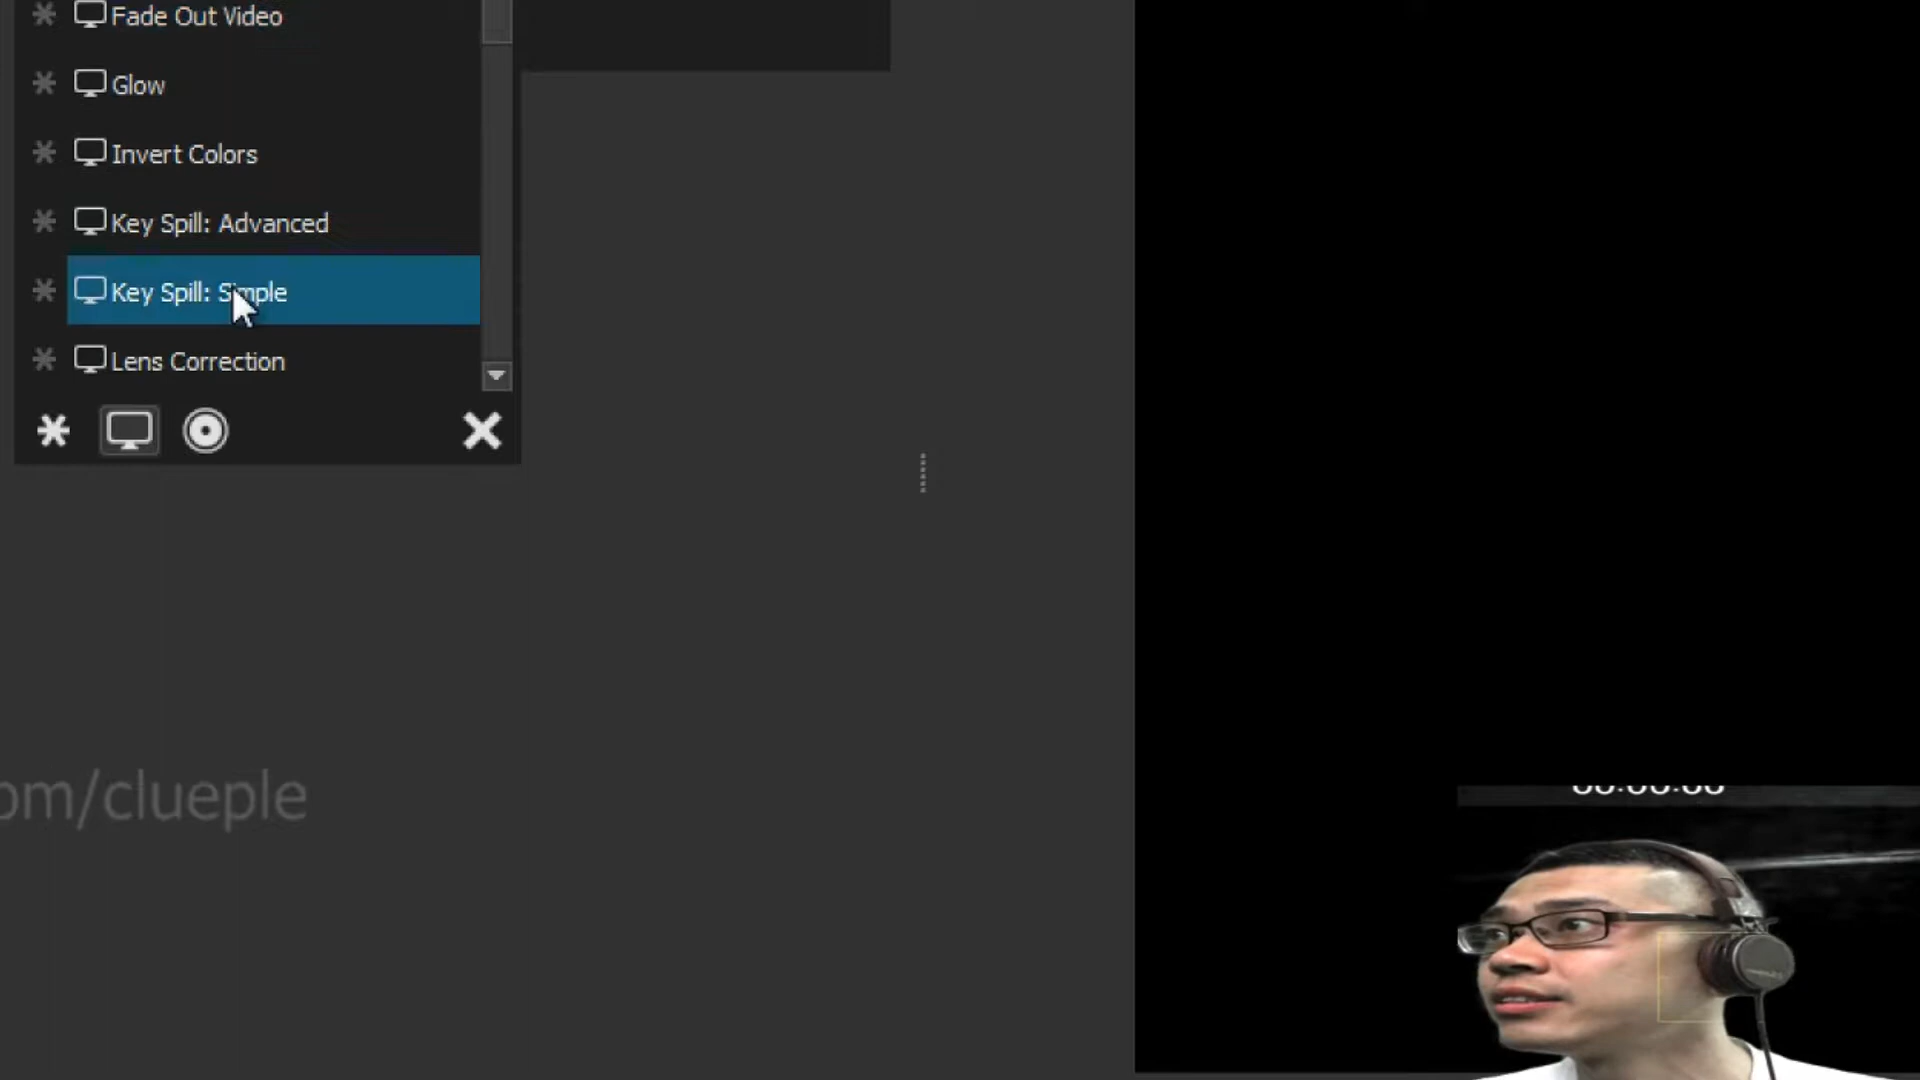 Fade Out Video
Glow
Invert Colors
Key Spill: Advanced
Key Spill: Simple
Lens Correction
om/clueple